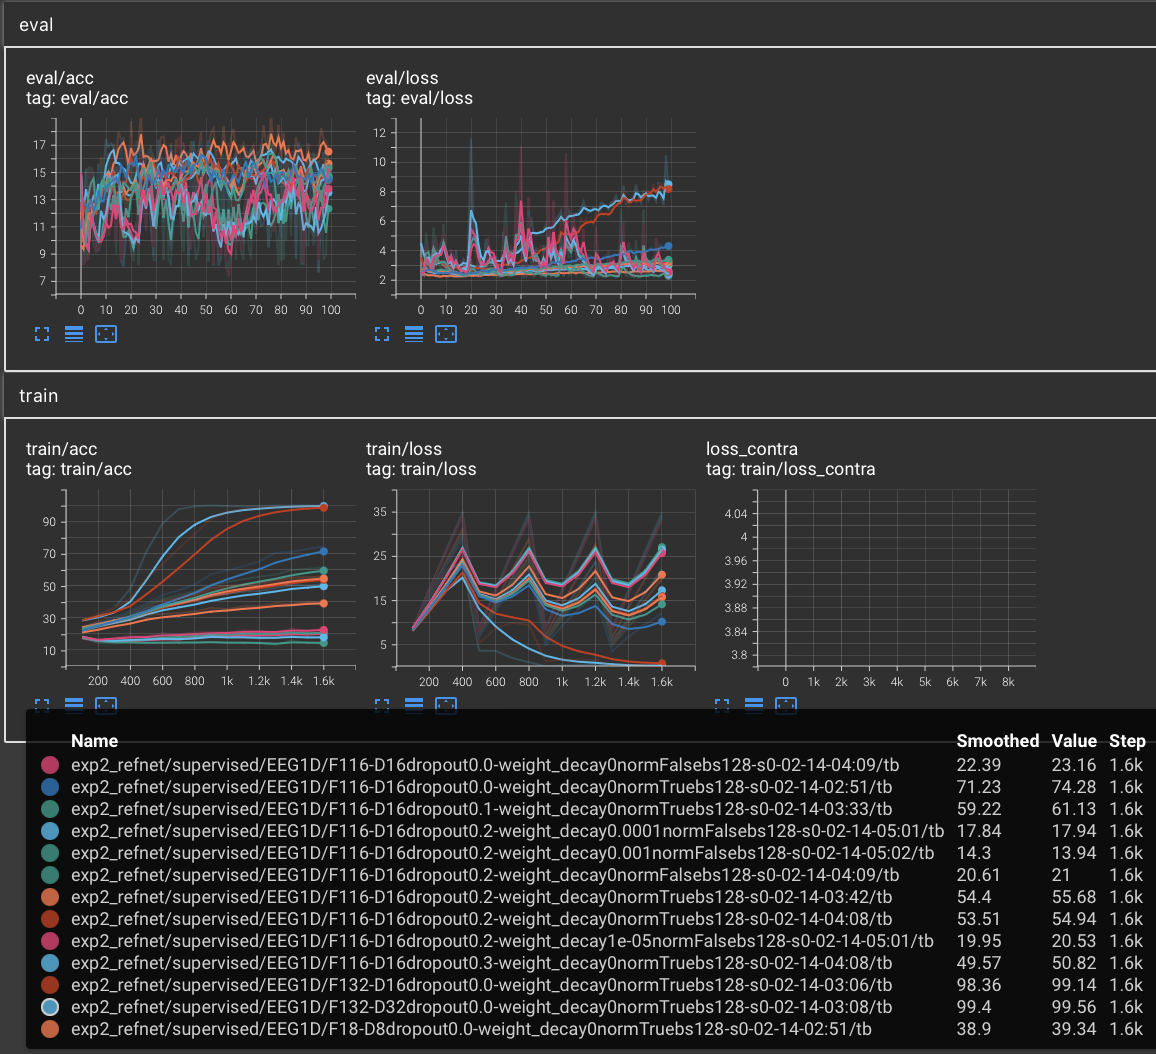 eval
eval/acc
tag: eval/acc
17
15
13
11
9
7
0 10 20 30 40 50 60 70 80 90 100
eval/loss
tag: eval/loss
12
10
8
6
4
2
0 10 20 30 40 50 60 70 80 90 100
train
train/acc
tag: train/acc
90
70
50
30
10
200 400 600 800 1k 1.2k 1.4k 1.6k
train/loss
tag: train/loss
35
25
15
5
200 400 600 800 1k 1.2k 1.4k 1.6k
loss_contra
tag: train/loss_contra
4.04
4
3.96
3.92
3.88
3.84
3.8
0 1k 2k 3k 4k 5k 6k 7k 8k
Name Smoothed Value Step
exp2_refnet/supervised/EEG1D/F116-D16dropout0.0-weight_decay0normFalsebs128-s0-02-14-04:09/tb 22.39 23.16 1.6k
exp2_refnet/supervised/EEG1D/F116-D16dropout0.0-weight_decay0normTruebs128-s0-02-14-02:51/tb 71.23 74.28 1.6k
exp2_refnet/supervised/EEG1D/F116-D16dropout0.1-weight_decay0normTruebs128-s0-02-14-03:33/tb 59.22 61.13 1.6k
exp2_refnet/supervised/EEG1D/F116-D16dropout0.2-weight_decay0.0001normFalsebs128-s0-02-14-05:01/tb 17.84 17.94 1.6k
exp2_refnet/supervised/EEG1D/F116-D16dropout0.2-weight_decay0.001normFalsebs128-s0-02-14-05:02/tb 14.3 13.94 1.6k
exp2_refnet/supervised/EEG1D/F116-D16dropout0.2-weight_decay0normFalsebs128-s0-02-14-04:09/tb 20.61 21 1.6k
exp2_refnet/supervised/EEG1D/F116-D16dropout0.2-weight_decay0normTruebs128-s0-02-14-03:42/tb 54.4 55.68 1.6k
exp2_refnet/supervised/EEG1D/F116-D16dropout0.2-weight_decay0normTruebs128-s0-02-14-04:08/tb 53.51 54.94 1.6k
exp2_refnet/supervised/EEG1D/F116-D16dropout0.2-weight_decay1e-05normFalsebs128-s0-02-14-05:01/tb 19.95 20.53 1.6k
exp2_refnet/supervised/EEG1D/F116-D16dropout0.3-weight_decay0normTruebs128-s0-02-14-04:08/tb 49.57 50.82 1.6k
exp2_refnet/supervised/EEG1D/F132-D16dropout0.0-weight_decay0normTruebs128-s0-02-14-03:06/tb 98.36 99.14 1.6k
exp2_refnet/supervised/EEG1D/F132-D32dropout0.0-weight_decay0normTruebs128-s0-02-14-03:08/tb 99.4 99.56 1.6k
exp2_refnet/supervised/EEG1D/F18-D8dropout0.0-weight_decay0normTruebs128-s0-02-14-02:51/tb 38.9 39.34 1.6k